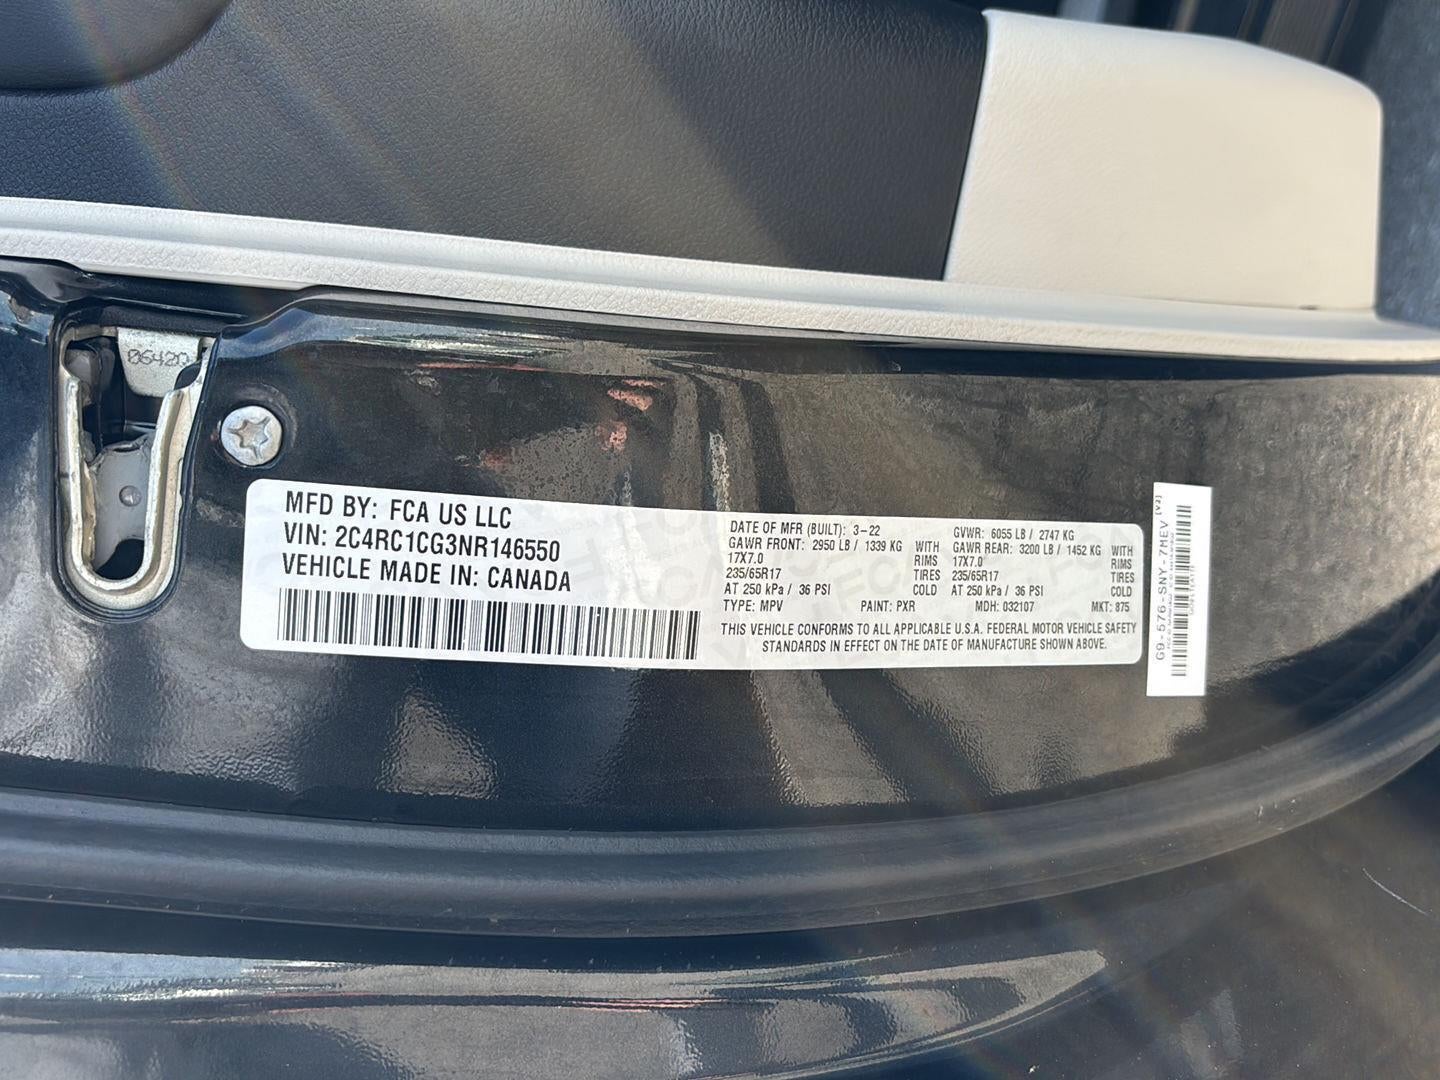 06420
MFD BY: FCA US LLC
VIN: 2C4RC1CG3NR146550
VEHICLE MADE IN: CANADA
DATE OF MFR (BUILT): 3-22 GVWR: 6055 LB / 2747 KG
GAWR FRONT: 2950 LB / 1339 KG WITH GAWR REAR: 3200 LB / 1452 KG WITH
17X7.0 RIMS 17X7.0 RIMS
235/65R17 TIRES 235/65R17 TIRES
AT 250 kPa / 36 PSI COLD AT 250 kPa / 36 PSI COLD
TYPE: MPV PAINT: PXR MDH: 032107 MKT: 875
THIS VEHICLE CONFORMS TO ALL APPLICABLE U.S.A. FEDERAL MOTOR VEHICLE SAFETY
STANDARDS IN EFFECT ON THE DATE OF MANUFACTURE SHOWN ABOVE.
G9-576-SNY-7MEV (V2)